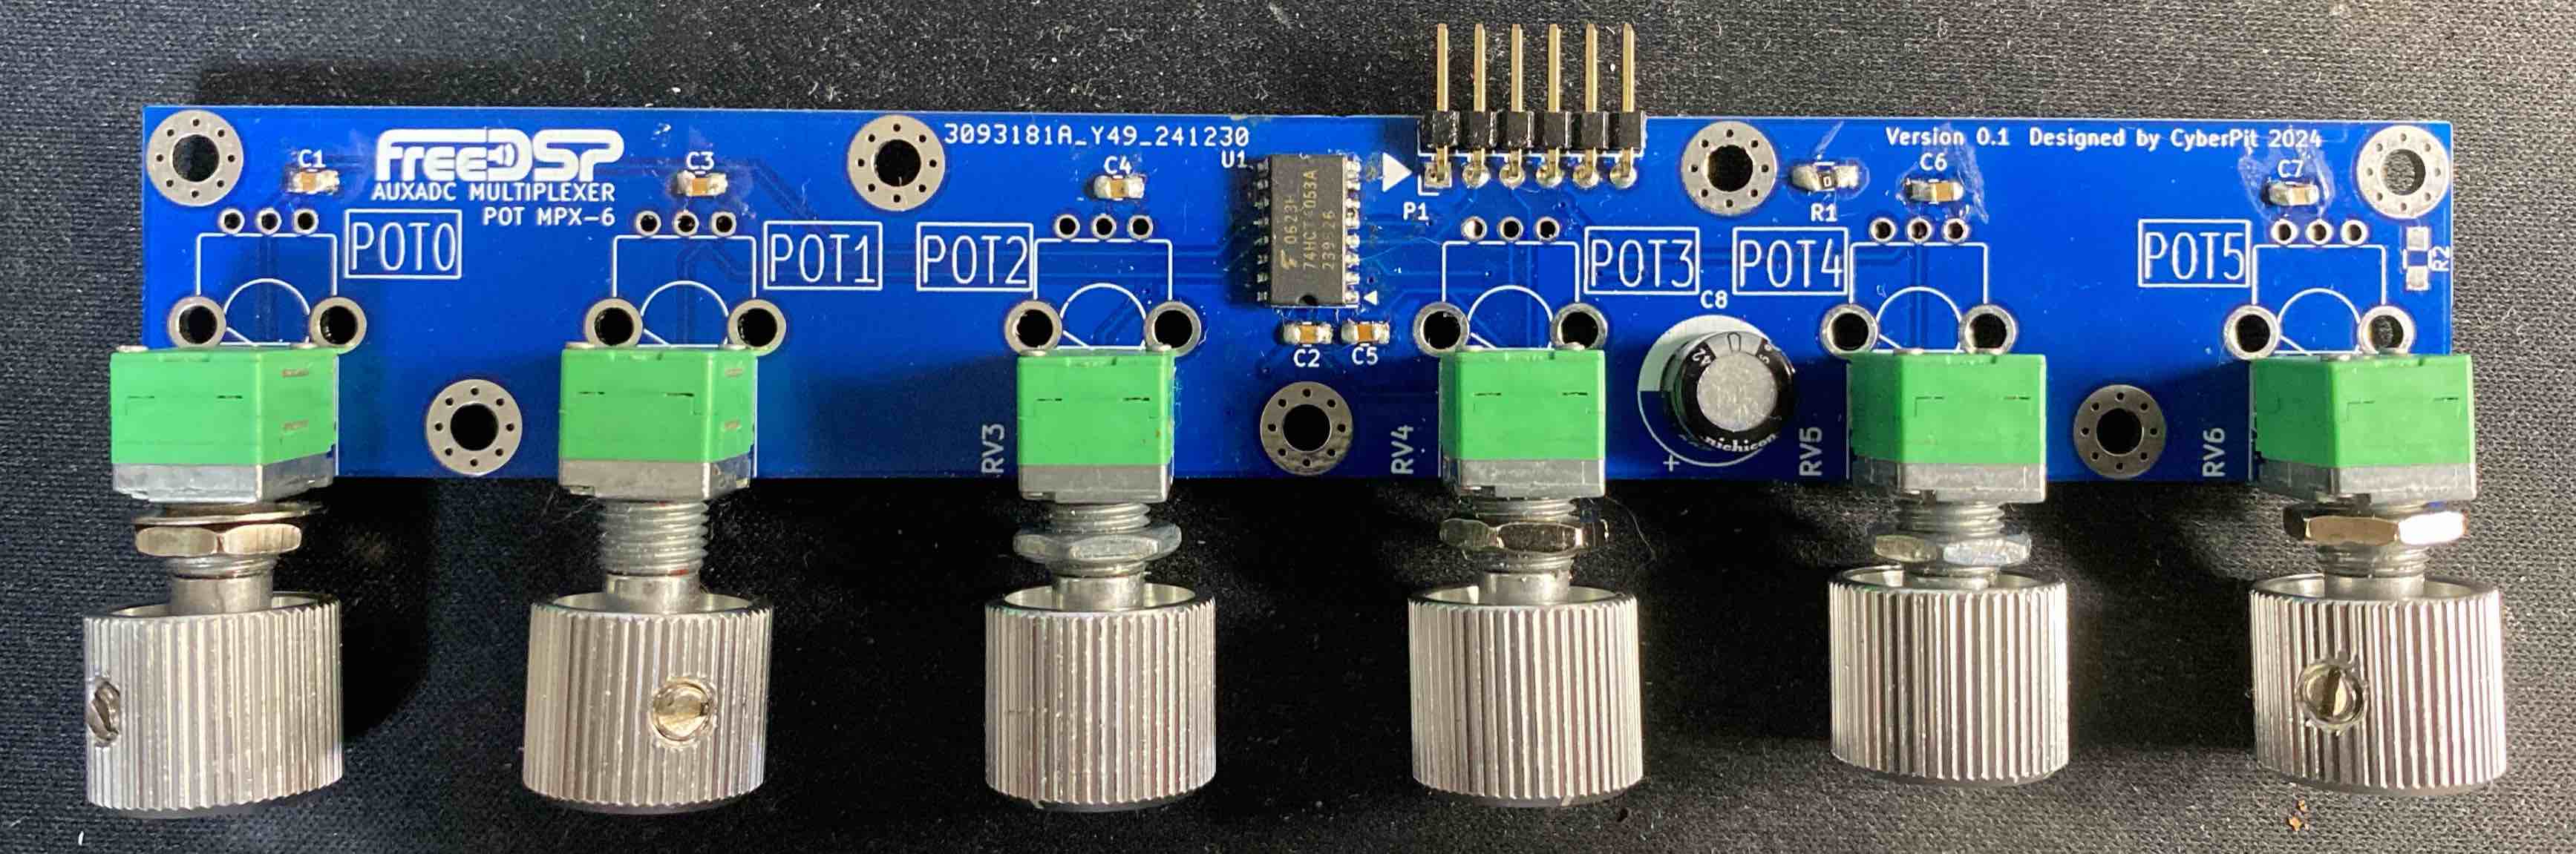 freeDSP
AUXADC MULTIPLEXER
POT MPX-6
3093181A_Y49_241230
Version 0.1 Designed by CyberPit 2024
C1
C3
C4
U1
P1
R1
C6
C7
R2
POT0
POT1
POT2
POT3
POT4
POT5
0623H
74HCT4053A
C2
C5
C8
RV3
RV4
RV5
RV6
+
nichicon